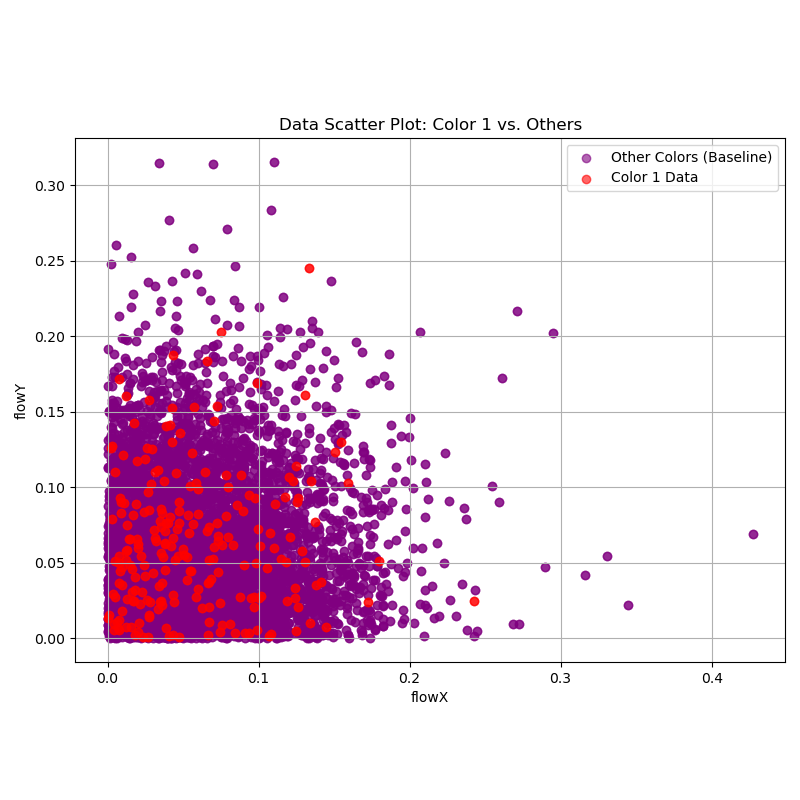 Data Scatter Plot: Color 1 vs. Others
Other Colors (Baseline)
Color 1 Data
0.30
0.25
0.20
0.15
0.10
0.05
0.00
flowY
0.0
0.1
0.2
0.3
0.4
flowX